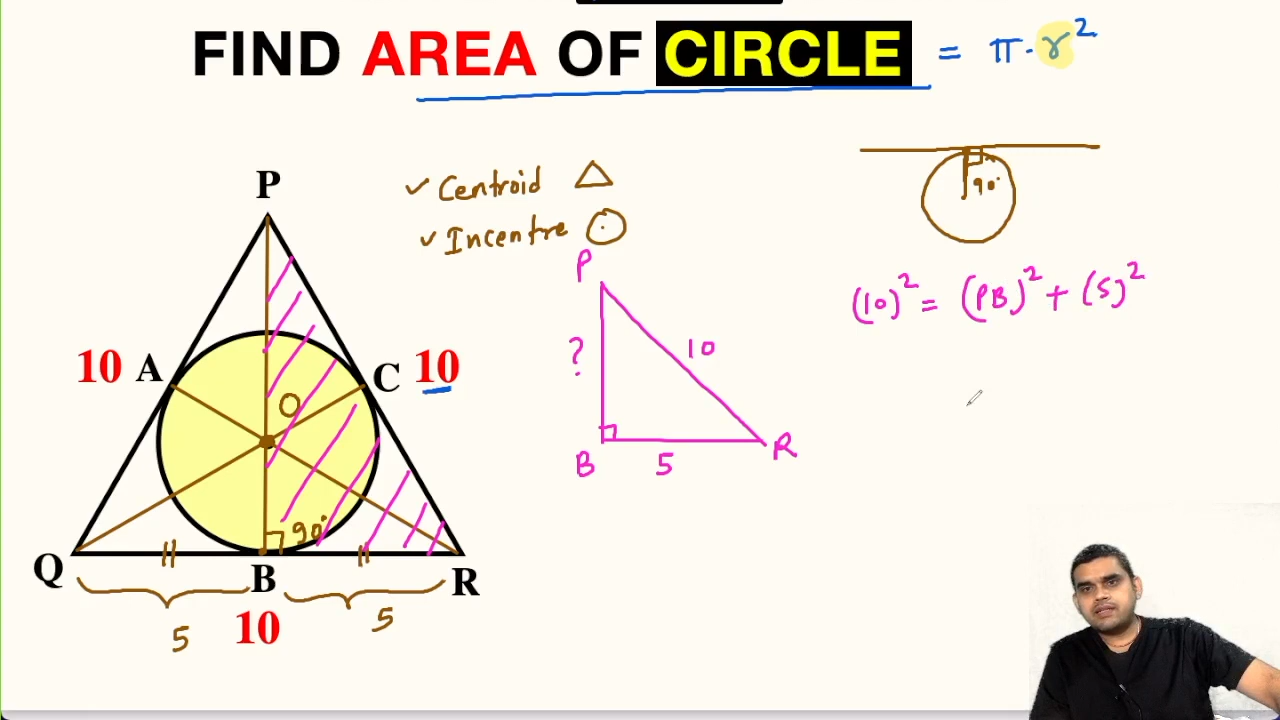 FIND AREA OF CIRCLE = π·r²
✓ Centroid △
✓ Incentre
90°
P
10 A
C 10
O
90°
Q
B
R
5
10
5
P
?
10
B
5
R
(10)² = (PB)² + (5)²